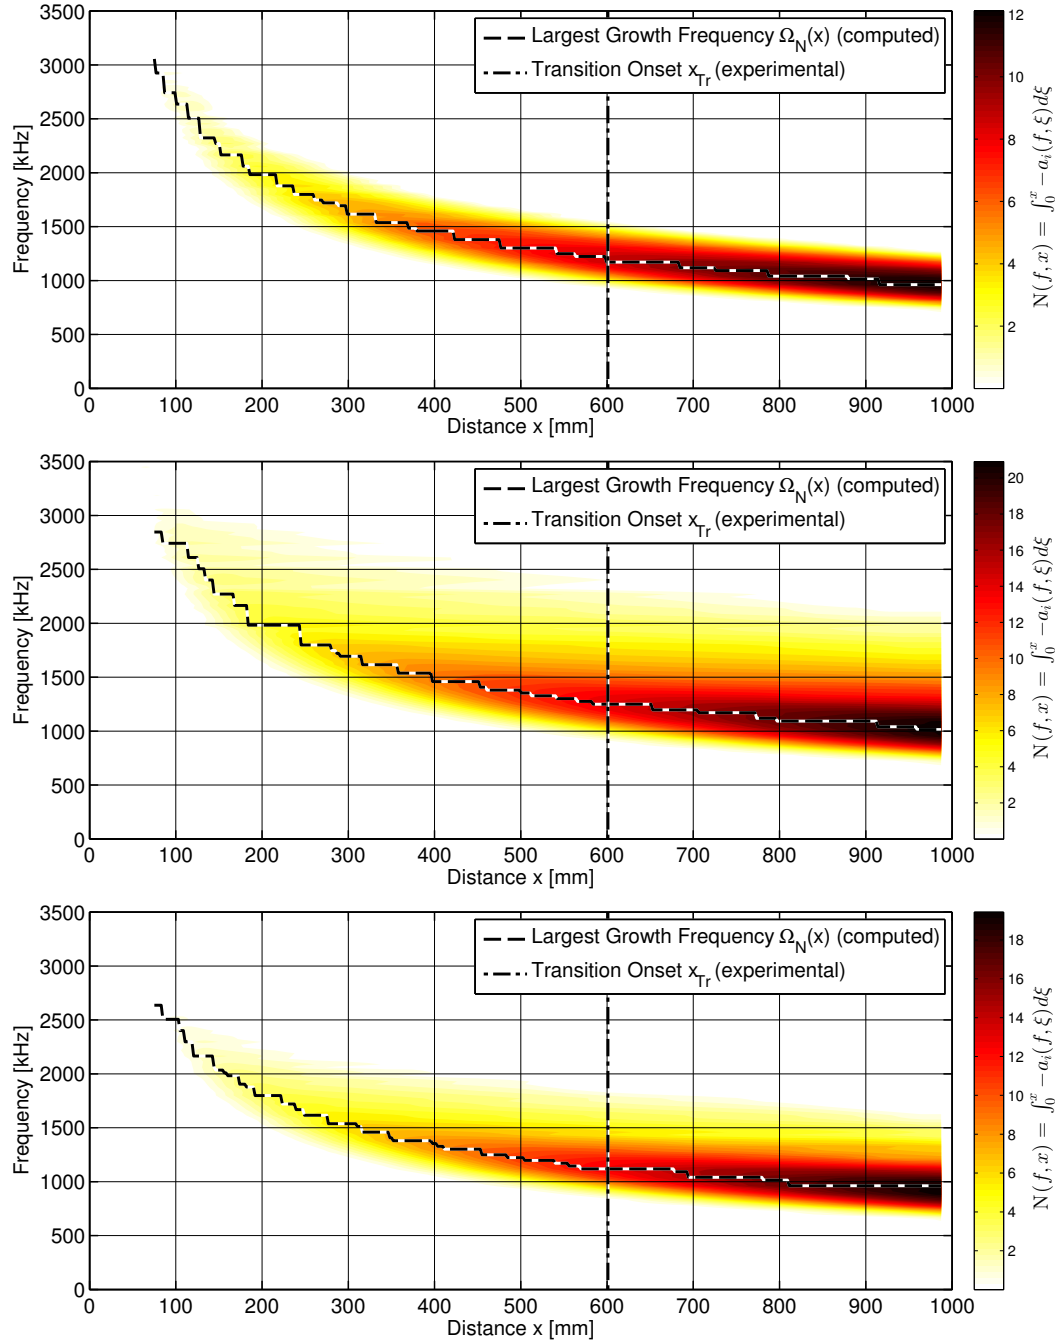 Largest Growth Frequency Ω_N(x) (computed)
Transition Onset x_Tr (experimental)
Frequency [kHz]
3500
3000
2500
2000
1500
1000
500
0
0 100 200 300 400 500 600 700 800 900 1000
Distance x [mm]
12
10
8
6
4
2
N(f, x) = ∫_0^x −a_i(f, ξ)dξ
Largest Growth Frequency Ω_N(x) (computed)
Transition Onset x_Tr (experimental)
Frequency [kHz]
3500
3000
2500
2000
1500
1000
500
0
0 100 200 300 400 500 600 700 800 900 1000
Distance x [mm]
20
18
16
14
12
10
8
6
4
2
N(f, x) = ∫_0^x −a_i(f, ξ)dξ
Largest Growth Frequency Ω_N(x) (computed)
Transition Onset x_Tr (experimental)
Frequency [kHz]
3500
3000
2500
2000
1500
1000
500
0
0 100 200 300 400 500 600 700 800 900 1000
Distance x [mm]
18
16
14
12
10
8
6
4
2
N(f, x) = ∫_0^x −a_i(f, ξ)dξ